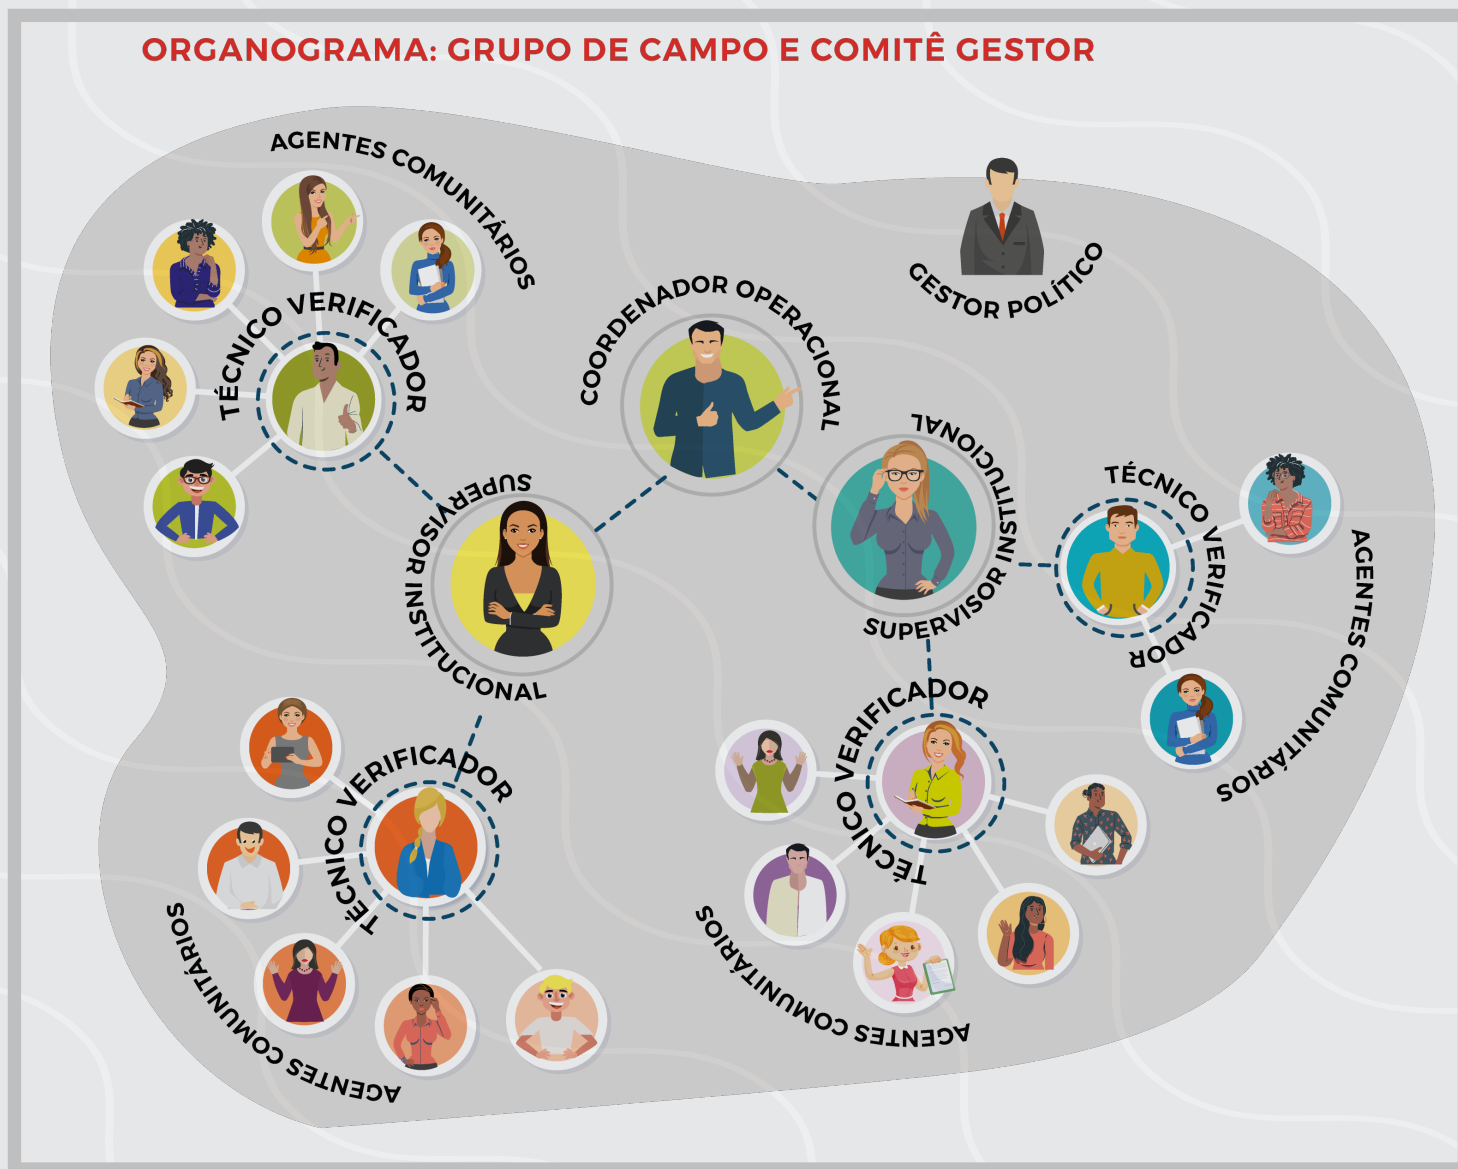 ORGANOGRAMA: GRUPO DE CAMPO E COMITÊ GESTOR
AGENTES COMUNITÁRIOS
TÉCNICO VERIFICADOR
COORDENADOR OPERACIONAL
GESTOR POLÍTICO
SUPERVISOR INSTITUCIONAL
SUPERVISOR INSTITUCIONAL
TÉCNICO VERIFICADOR
AGENTES COMUNITÁRIOS
TÉCNICO VERIFICADOR
AGENTES COMUNITÁRIOS
TÉCNICO VERIFICADOR
AGENTES COMUNITÁRIOS